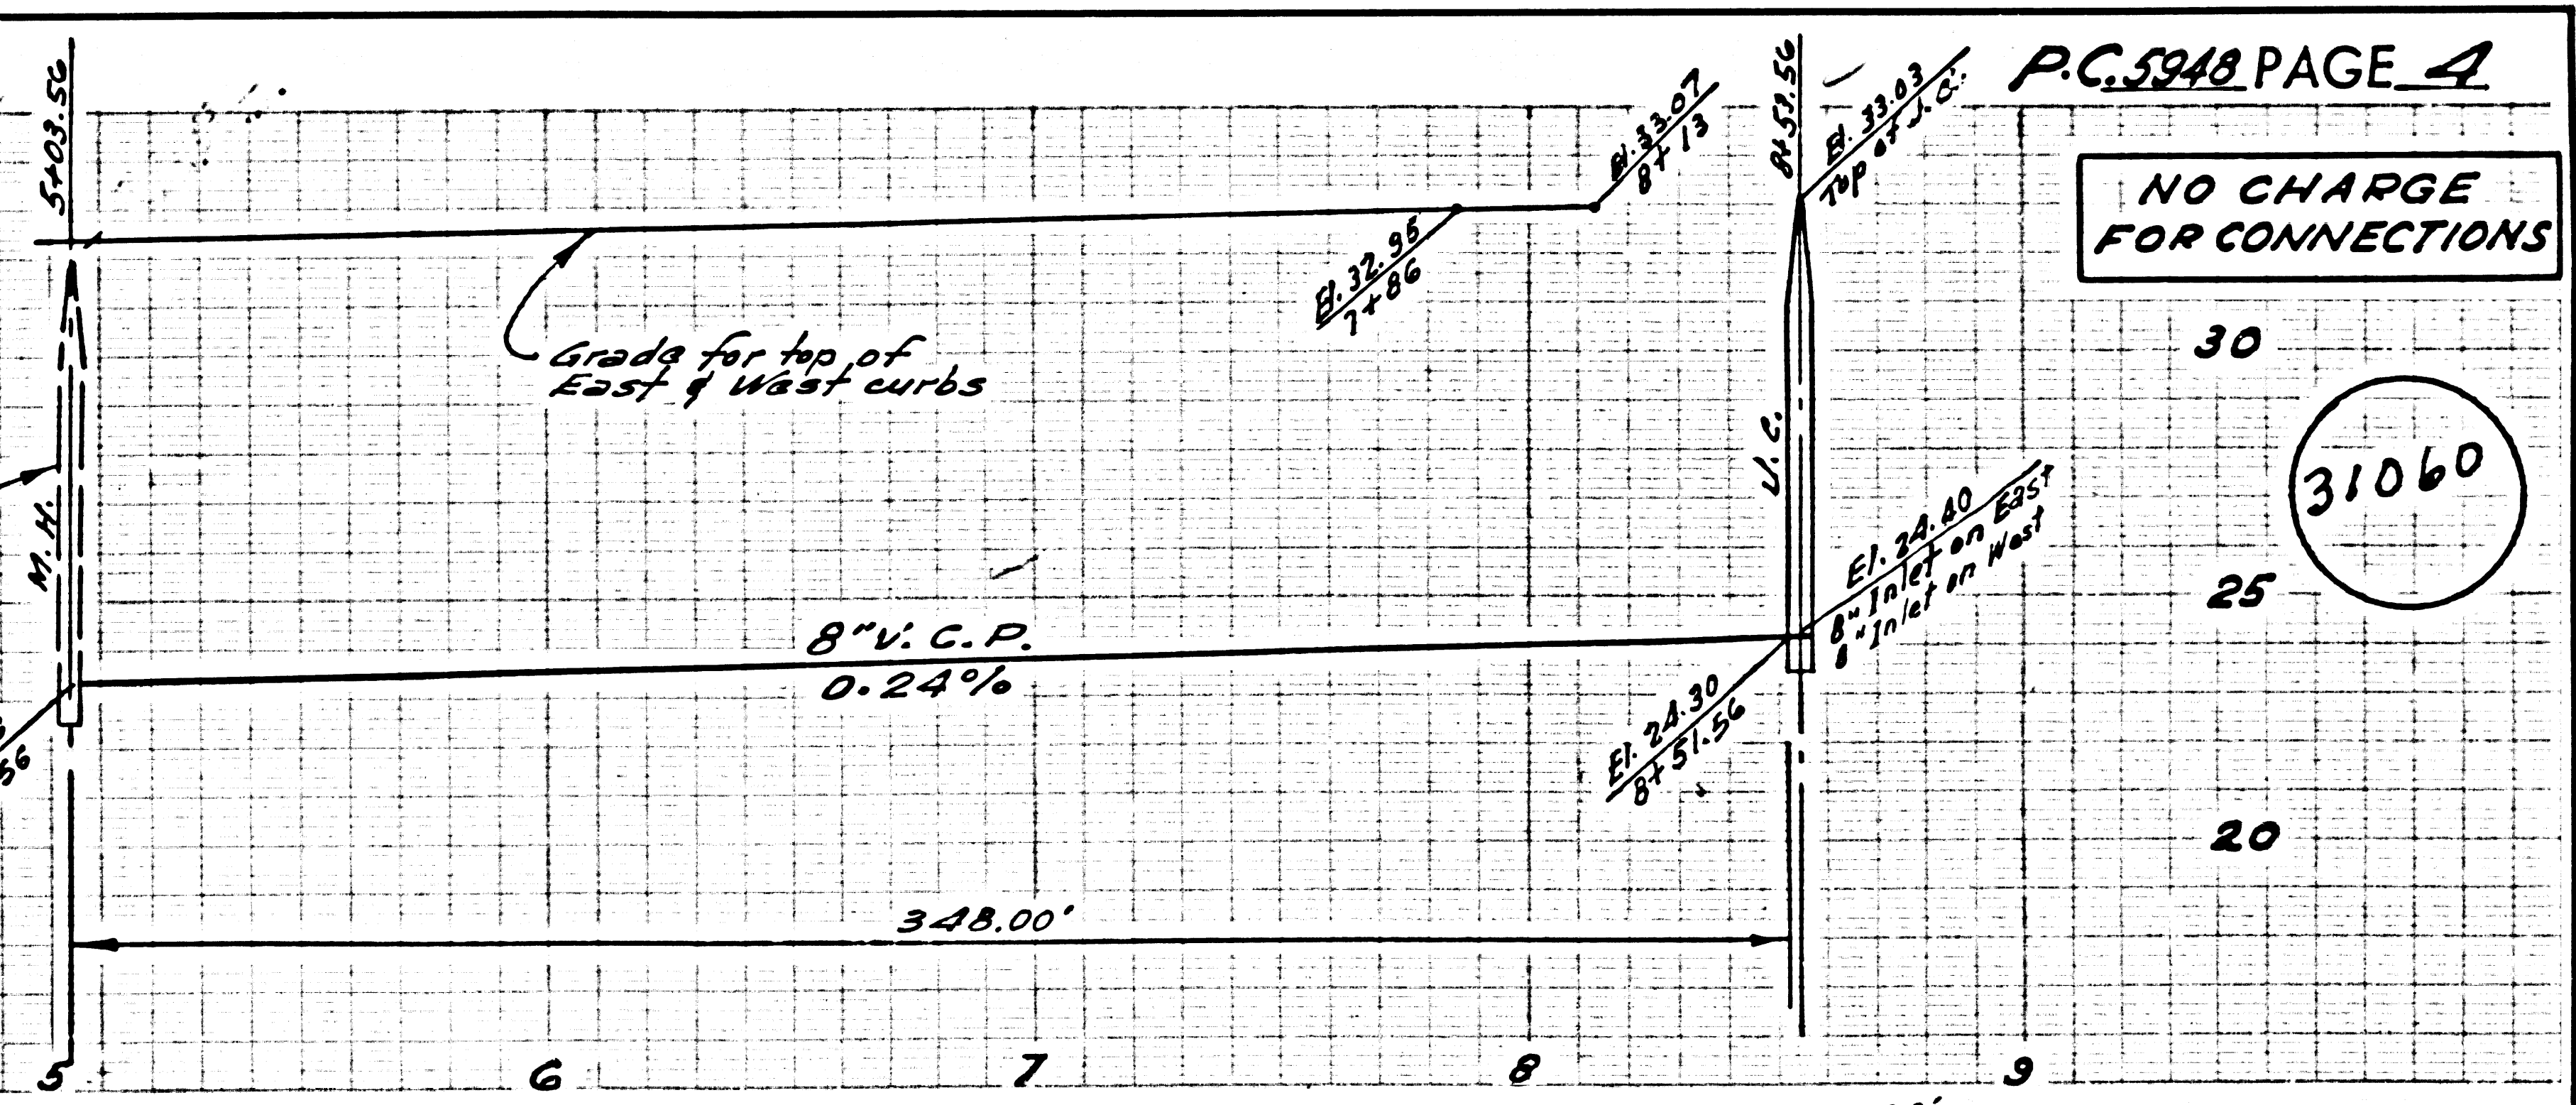 P.C. 5948 PAGE 4
5+03.56
El. 33.07
8+13
8+53.56
El. 33.03
Top of J.C.
NO CHARGE
FOR CONNECTIONS
El. 32.95
7+86
Grade for top of
East & West curbs
30
31060
M.H.
J.C.
El. 24.40
8" Inlet on East
8" Inlet on West
25
8" V.C.P.
0.24%
El. 24.30
8+51.56
56
20
348.00'
5
6
7
8
9